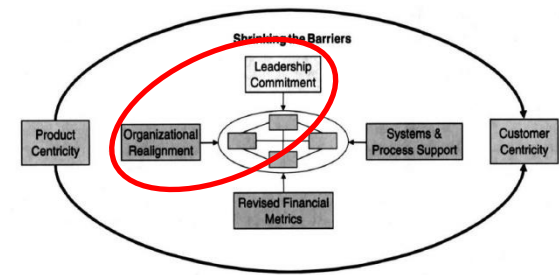 Shrinking the Barriers
Leadership
Commitment
Product
Centricity
Organizational
Realignment
Systems &
Process Support
Customer
Centricity
Revised Financial
Metrics